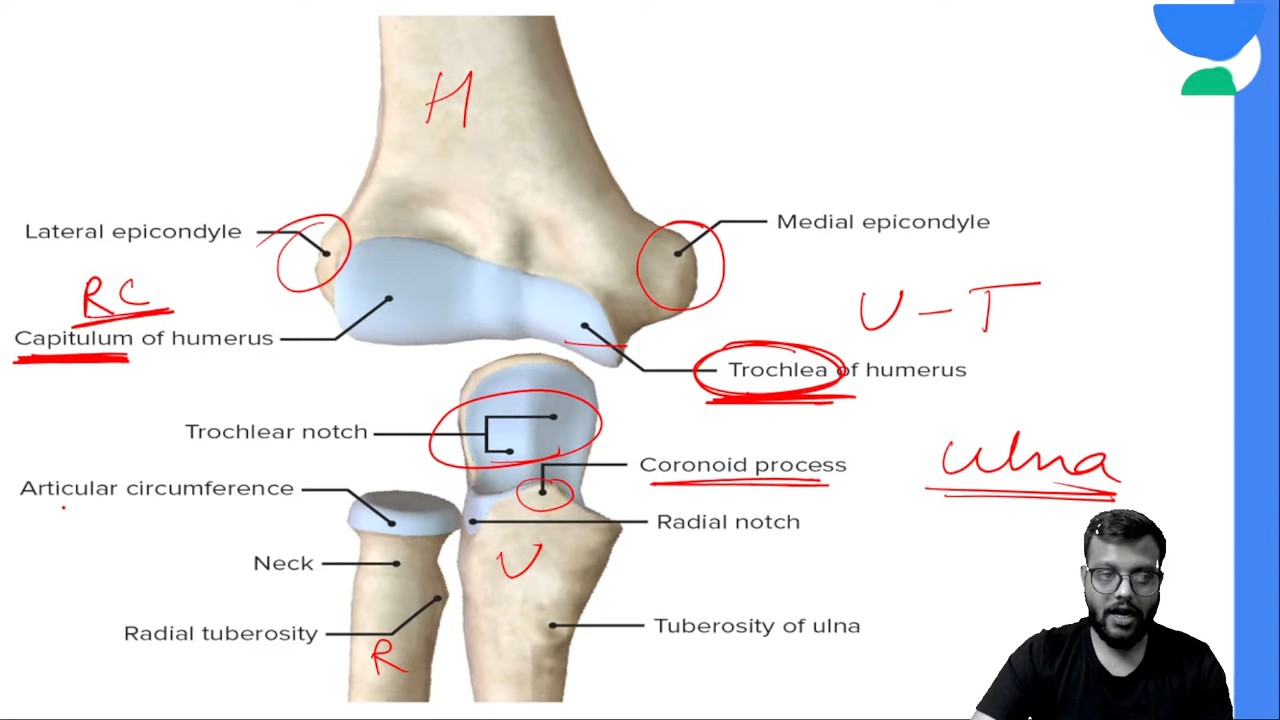 H
Lateral epicondyle
Medial epicondyle
RC
U-T
Capitulum of humerus
Trochlea of humerus
Trochlear notch
ulna
Coronoid process
Articular circumference
Radial notch
U
Neck
Radial tuberosity
Tuberosity of ulna
R